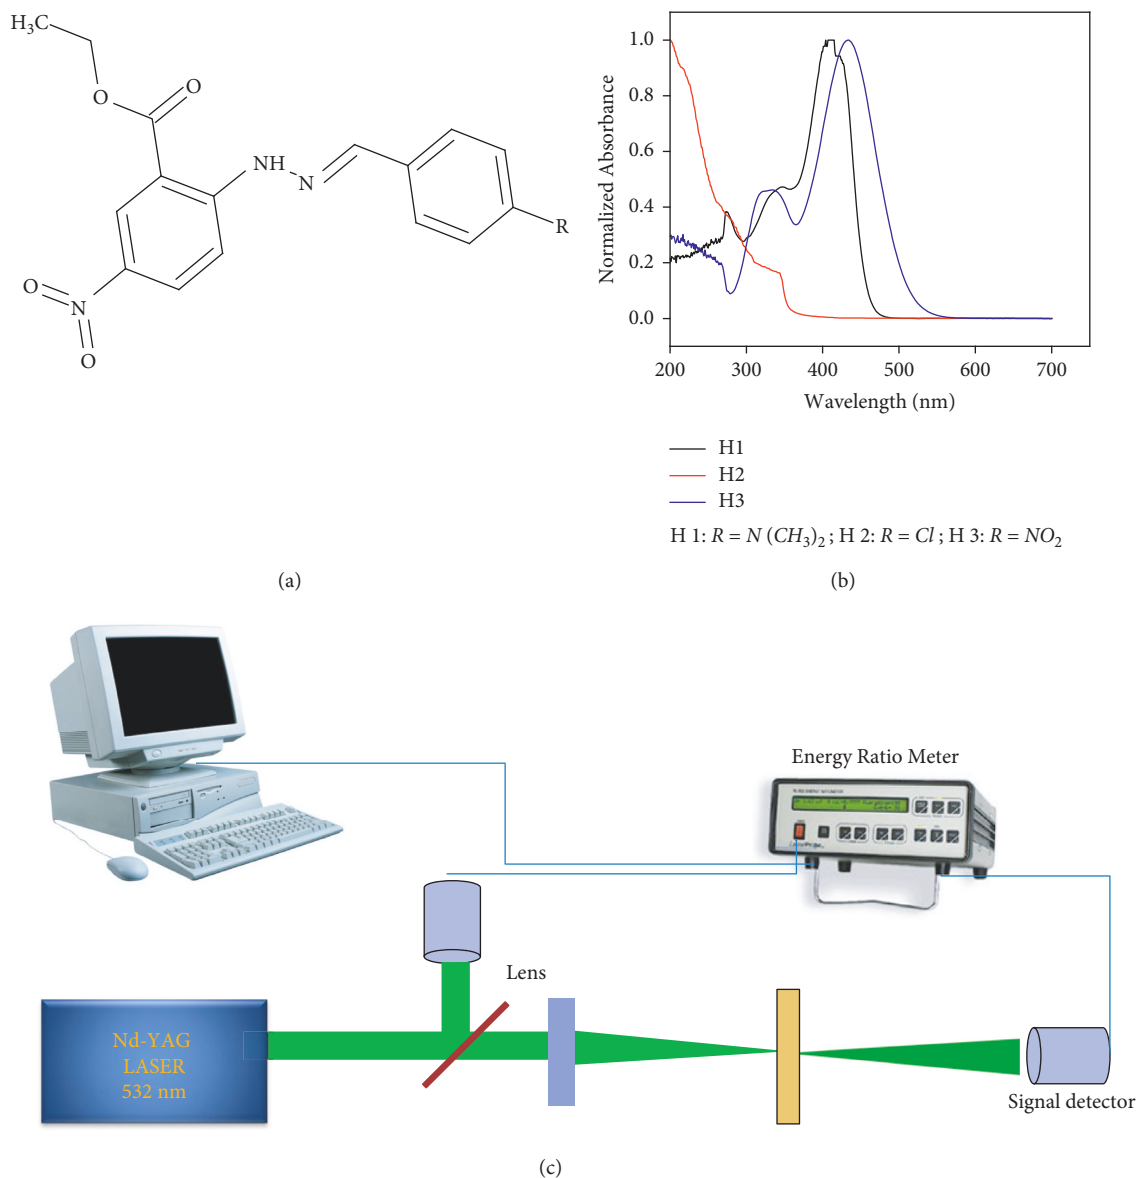 H₃C
O
O
NH
N
R
O
N
O
(a)
Normalized Absorbance
1.0
0.8
0.6
0.4
0.2
0.0
200 300 400 500 600 700
Wavelength (nm)
H1
H2
H3
H 1: R = N (CH₃)₂ ; H 2: R = Cl ; H 3: R = NO₂
(b)
Energy Ratio Meter
Lens
Nd-YAG
LASER
532 nm
Signal detector
(c)